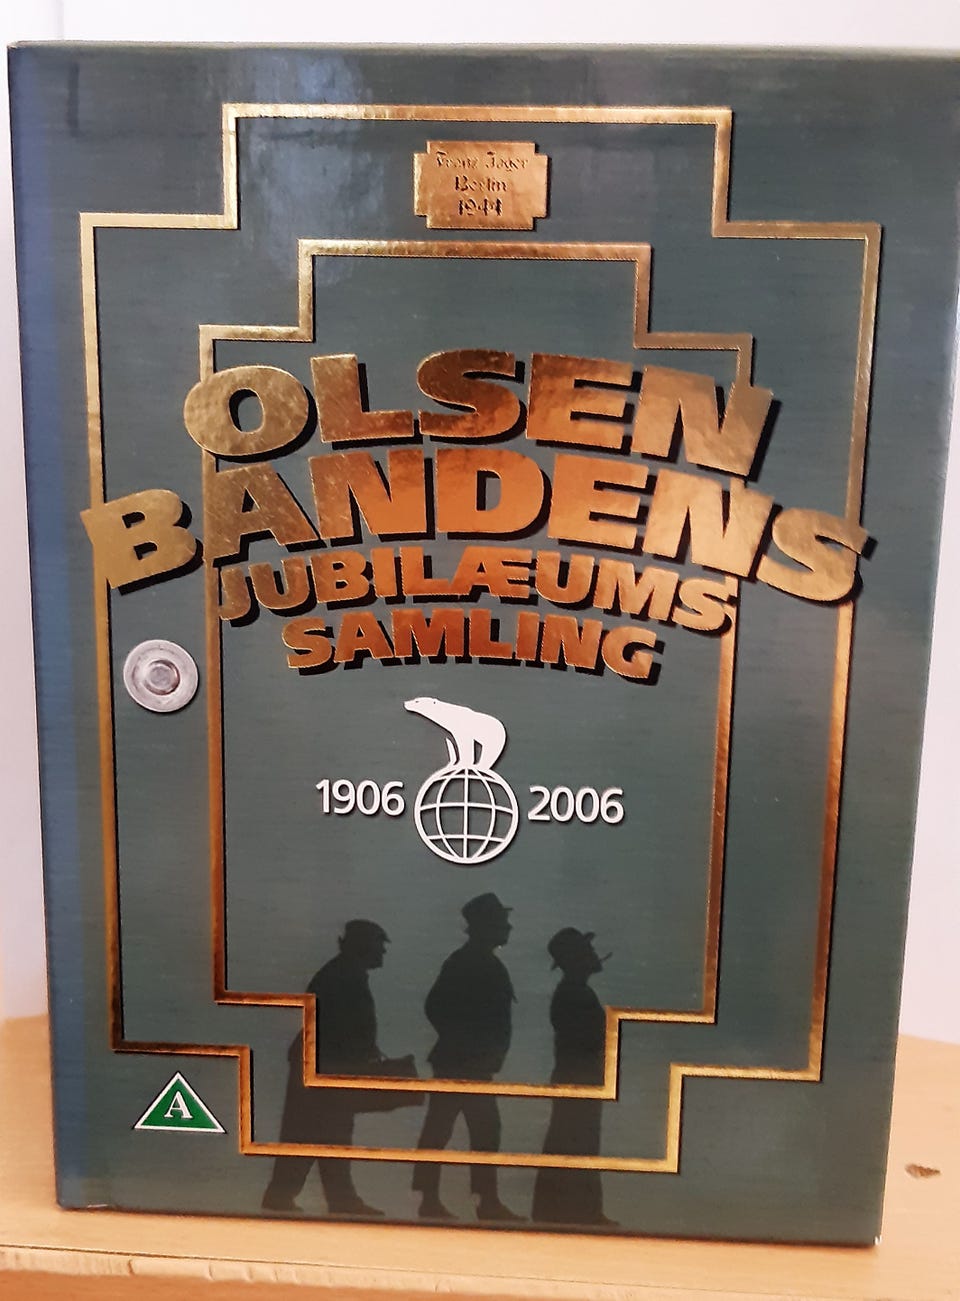 Franz Jäger
Berlin
1944
OLSEN
BANDENS
JUBILÆUMS
SAMLING
1906 2006
A